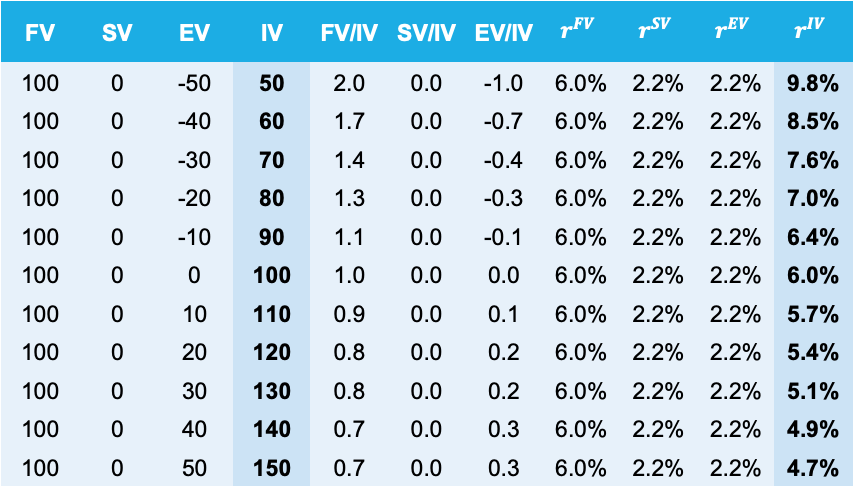 FV SV EV IV FV/IV SV/IV EV/IV r^FV r^SV r^EV r^IV
100 0 -50 50 2.0 0.0 -1.0 6.0% 2.2% 2.2% 9.8%
100 0 -40 60 1.7 0.0 -0.7 6.0% 2.2% 2.2% 8.5%
100 0 -30 70 1.4 0.0 -0.4 6.0% 2.2% 2.2% 7.6%
100 0 -20 80 1.3 0.0 -0.3 6.0% 2.2% 2.2% 7.0%
100 0 -10 90 1.1 0.0 -0.1 6.0% 2.2% 2.2% 6.4%
100 0 0 100 1.0 0.0 0.0 6.0% 2.2% 2.2% 6.0%
100 0 10 110 0.9 0.0 0.1 6.0% 2.2% 2.2% 5.7%
100 0 20 120 0.8 0.0 0.2 6.0% 2.2% 2.2% 5.4%
100 0 30 130 0.8 0.0 0.2 6.0% 2.2% 2.2% 5.1%
100 0 40 140 0.7 0.0 0.3 6.0% 2.2% 2.2% 4.9%
100 0 50 150 0.7 0.0 0.3 6.0% 2.2% 2.2% 4.7%